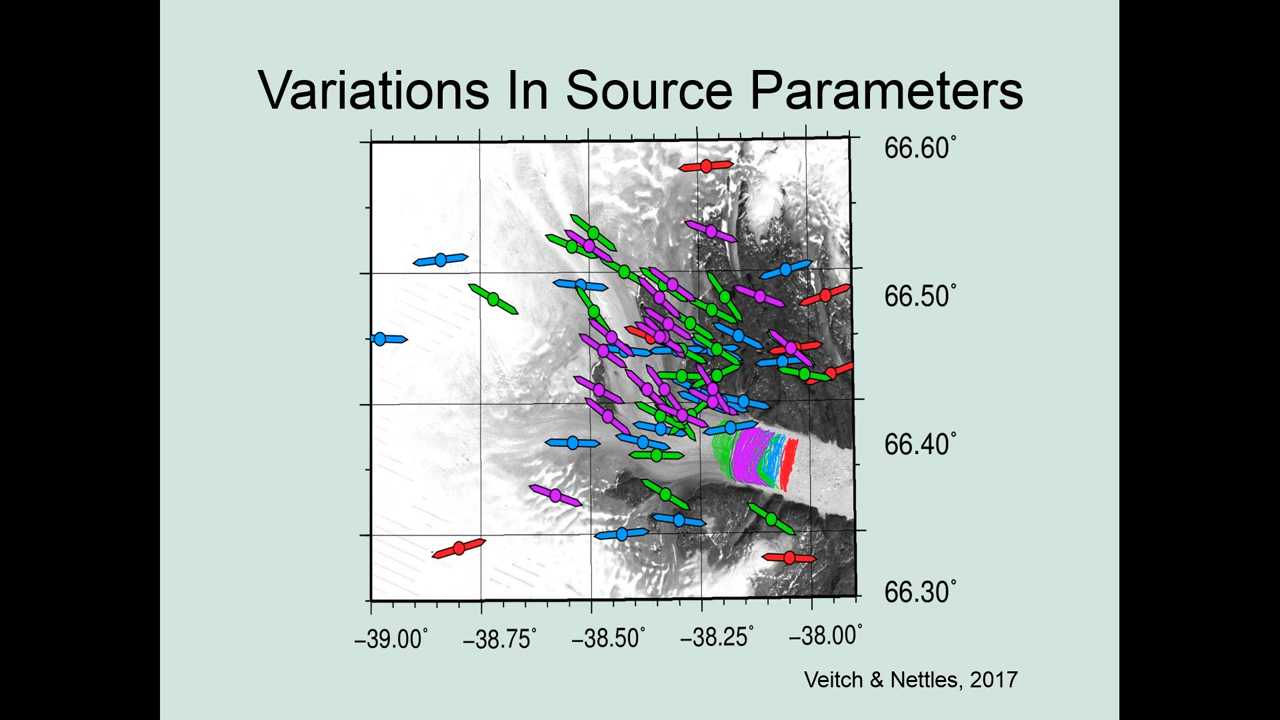 Variations In Source Parameters
66.60°
66.50°
66.40°
66.30°
−39.00° −38.75° −38.50° −38.25° −38.00°
Veitch & Nettles, 2017